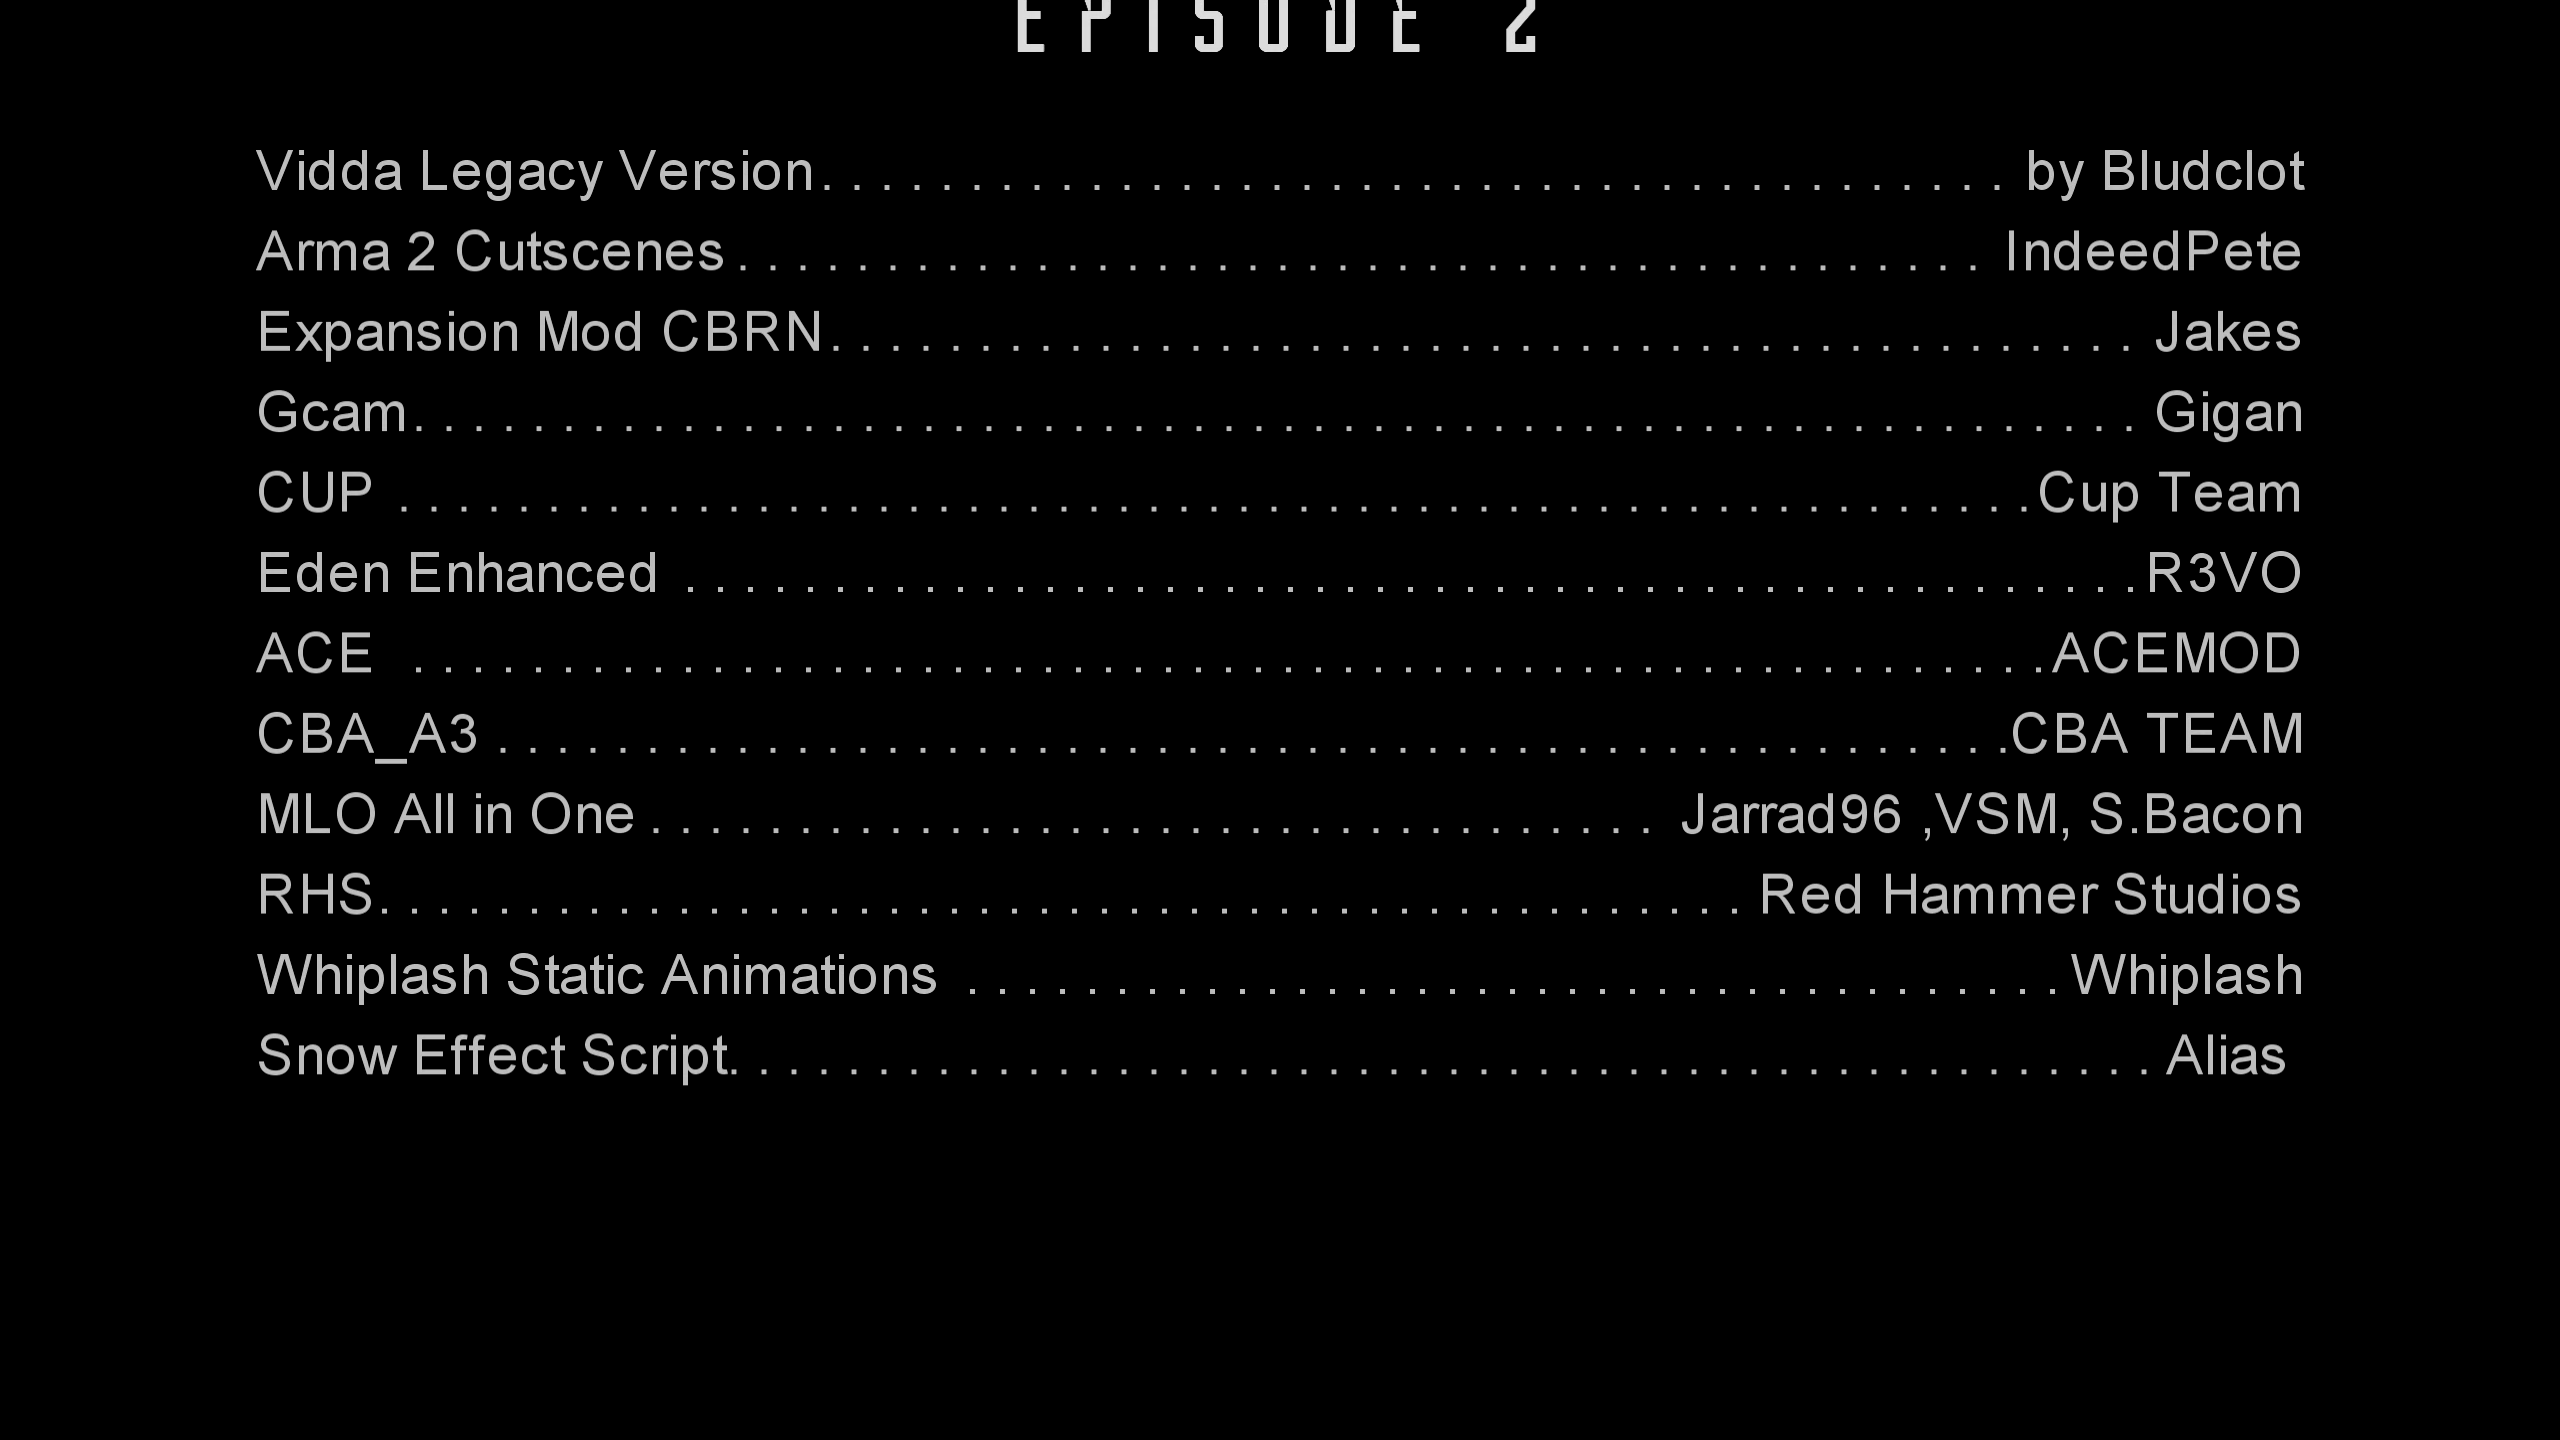 EPISODE 2
Vidda Legacy Version. . . . . . . . . . . . . . . . . . . . . . . . . . . . . . . . . . . . . . . . by Bludclot
Arma 2 Cutscenes . . . . . . . . . . . . . . . . . . . . . . . . . . . . . . . . . . . . . . . . . . IndeedPete
Expansion Mod CBRN. . . . . . . . . . . . . . . . . . . . . . . . . . . . . . . . . . . . . . . . . . . . Jakes
Gcam. . . . . . . . . . . . . . . . . . . . . . . . . . . . . . . . . . . . . . . . . . . . . . . . . . . . . . . . . . Gigan
CUP . . . . . . . . . . . . . . . . . . . . . . . . . . . . . . . . . . . . . . . . . . . . . . . . . . . . . . .Cup Team
Eden Enhanced . . . . . . . . . . . . . . . . . . . . . . . . . . . . . . . . . . . . . . . . . . . . . . . . .R3VO
ACE . . . . . . . . . . . . . . . . . . . . . . . . . . . . . . . . . . . . . . . . . . . . . . . . . . . . . . .ACEMOD
CBA_A3 . . . . . . . . . . . . . . . . . . . . . . . . . . . . . . . . . . . . . . . . . . . . . . . . . . .CBA TEAM
MLO All in One . . . . . . . . . . . . . . . . . . . . . . . . . . . . . . . . . . Jarrad96 ,VSM, S.Bacon
RHS. . . . . . . . . . . . . . . . . . . . . . . . . . . . . . . . . . . . . . . . . . . . . . Red Hammer Studios
Whiplash Static Animations . . . . . . . . . . . . . . . . . . . . . . . . . . . . . . . . . . . . .Whiplash
Snow Effect Script. . . . . . . . . . . . . . . . . . . . . . . . . . . . . . . . . . . . . . . . . . . . . . . . Alias